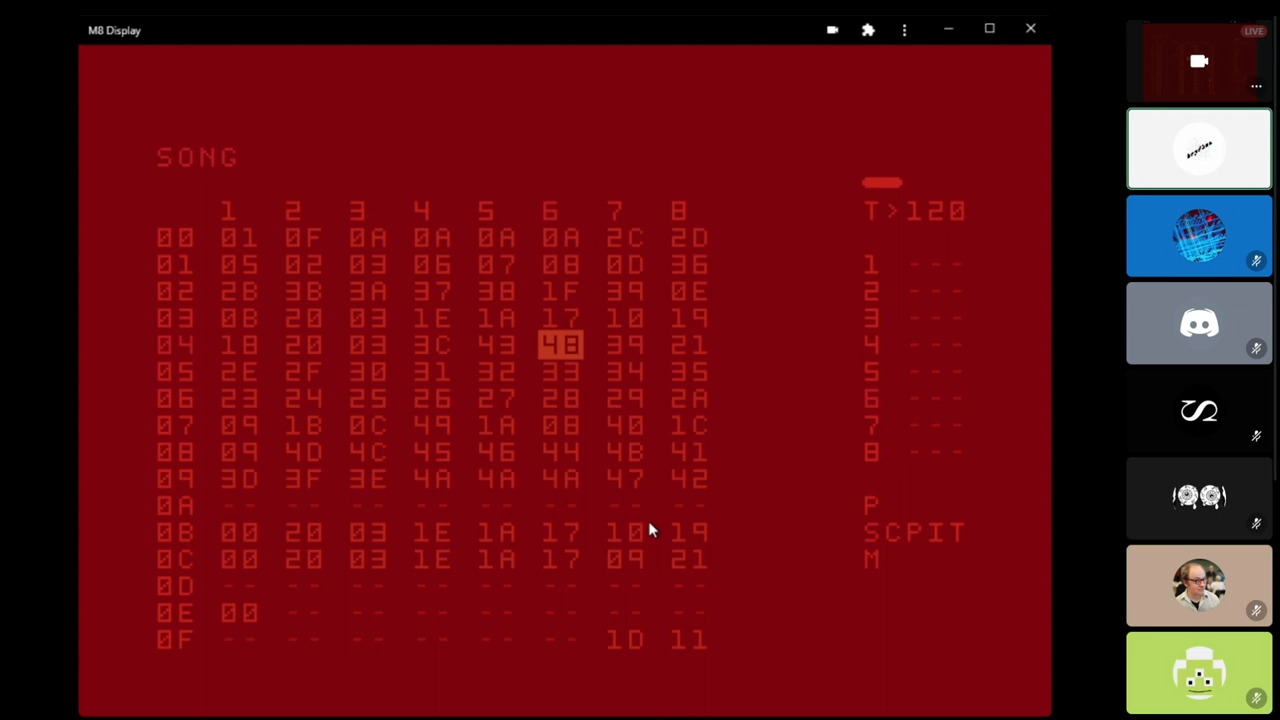 M8 Display
LIVE
SONG
1 2 3 4 5 6 7 8 T>120
00 01 0F 0A 0A 0A 0A 2C 2D
01 05 02 03 06 07 08 0D 36 1 ---
02 2B 3B 3A 37 38 1F 39 0E 2 ---
03 0B 20 03 1E 1A 17 10 19 3 ---
04 18 20 03 3C 43 48 39 21 4 ---
05 2E 2F 30 31 32 33 34 35 5 ---
06 23 24 25 26 27 28 29 2A 6 ---
07 09 1B 0C 49 1A 08 40 1C 7 ---
08 09 4D 4C 45 46 44 4B 41 8 ---
09 3D 3F 3E 4A 4A 4A 47 42
0A -- -- -- -- -- -- -- -- P
0B 00 20 03 1E 1A 17 10 19 SCPIT
0C 00 20 03 1E 1A 17 09 21 M
0D -- -- -- -- -- -- -- --
0E 00 -- -- -- -- -- -- --
0F -- -- -- -- -- -- 1D 11